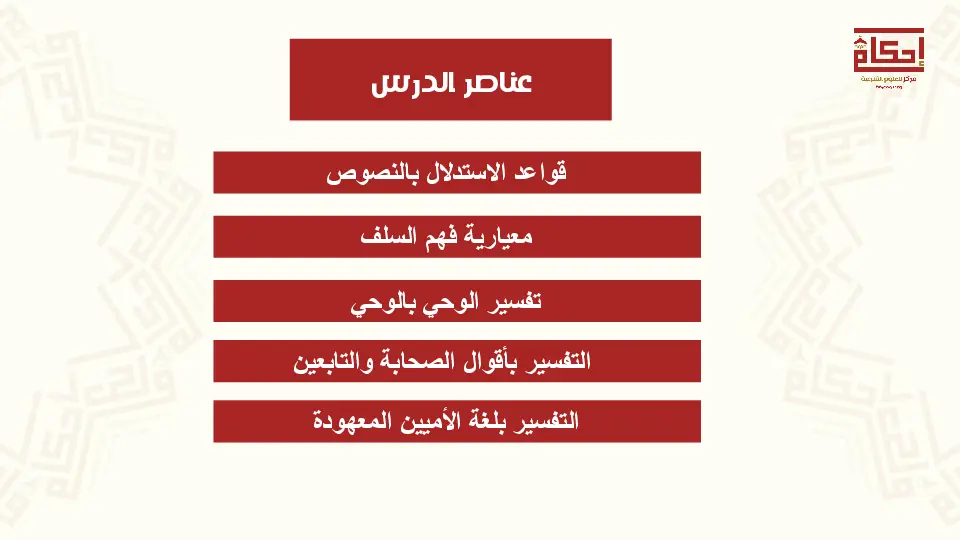 إحكام
مركز للعلوم الشرعية
عناصر الدرس
قواعد الاستدلال بالنصوص
معيارية فهم السلف
تفسير الوحي بالوحي
التفسير بأقوال الصحابة والتابعين
التفسير بلغة الأميين المعهودة